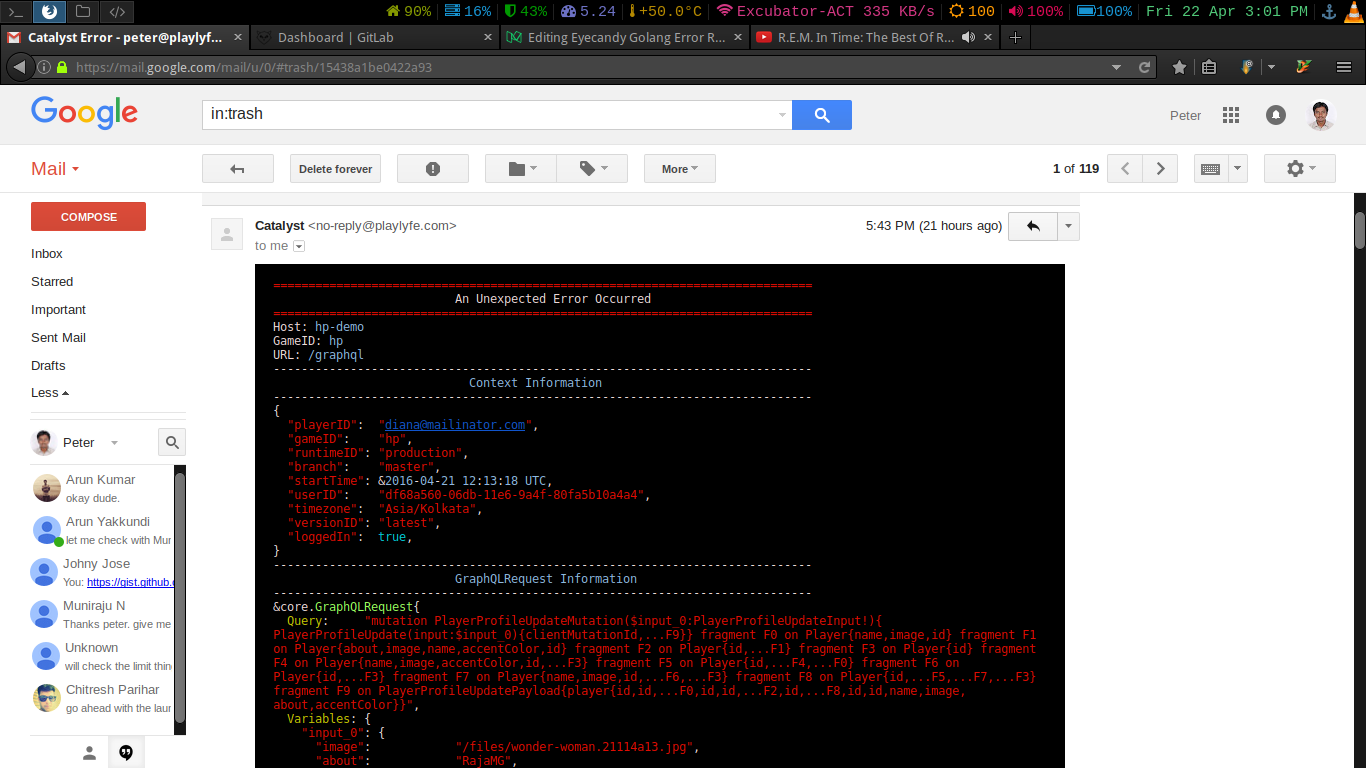 90% 16% 43% 5.24 +50.0°C Excubator-ACT 335 KB/s 100 100% 100% Fri 22 Apr 3:01 PM
Catalyst Error - peter@playlyf... Dashboard | GitLab Editing Eyecandy Golang Error R... R.E.M. In Time: The Best Of R...
https://mail.google.com/mail/u/0/#trash/15438a1be0422a93
Google
in:trash
Peter
Mail
Delete forever
More
1 of 119
COMPOSE
Inbox
Starred
Important
Sent Mail
Drafts
Less
Peter
Arun Kumar
okay dude.
Arun Yakkundi
let me check with Mur
Johny Jose
You: https://gist.github.
Muniraju N
Thanks peter. give me
Unknown
will check the limit thin
Chitresh Parihar
go ahead with the laur
Catalyst <no-reply@playlyfe.com>
5:43 PM (21 hours ago)
to me
=============================================================================
An Unexpected Error Occurred
=============================================================================
Host: hp-demo
GameID: hp
URL: /graphql
-----------------------------------------------------------------------------
Context Information
-----------------------------------------------------------------------------
{
"playerID": "diana@mailinator.com",
"gameID": "hp",
"runtimeID": "production",
"branch": "master",
"startTime": &2016-04-21 12:13:18 UTC,
"userID": "df68a560-06db-11e6-9a4f-80fa5b10a4a4",
"timezone": "Asia/Kolkata",
"versionID": "latest",
"loggedIn": true,
}
-----------------------------------------------------------------------------
GraphQLRequest Information
-----------------------------------------------------------------------------
&core.GraphQLRequest{
Query: "mutation PlayerProfileUpdateMutation($input_0:PlayerProfileUpdateInput!){
PlayerProfileUpdate(input:$input_0){clientMutationId,...F9}} fragment F0 on Player{name,image,id} fragment F1
on Player{about,image,name,accentColor,id} fragment F2 on Player{id,...F1} fragment F3 on Player{id} fragment
F4 on Player{name,image,accentColor,id,...F3} fragment F5 on Player{id,...F4,...F0} fragment F6 on
Player{id,...F3} fragment F7 on Player{name,image,id,...F6,...F3} fragment F8 on Player{id,...F5,...F7,...F3}
fragment F9 on PlayerProfileUpdatePayload{player{id,id,...F0,id,id,...F2,id,...F8,id,id,name,image,
about,accentColor}}",
Variables: {
"input_0": {
"image": "/files/wonder-woman.21114a13.jpg",
"about": "RajaMG",